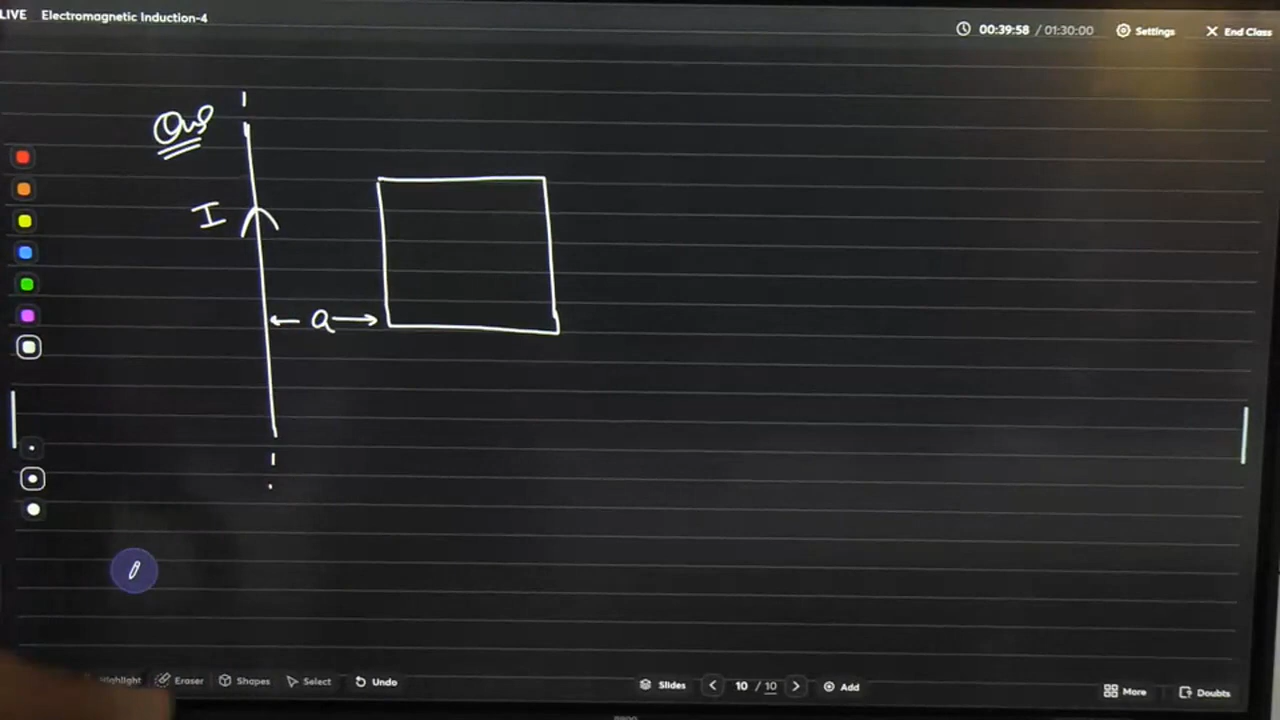 LIVE Electromagnetic Induction-4
00:39:58 / 01:30:00 Settings End Class
Que
I
a
Highlight Eraser Shapes Select Undo
Slides 10 / 10 Add
More Doubts